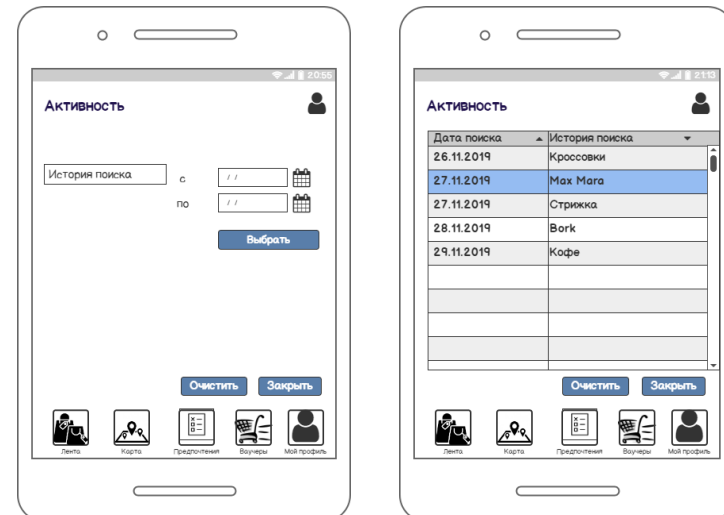 20:55
Активность
История поиска
с / /
по / /
Выбрать
Очистить Закрыть
Лента Карта Предпочтения Ваучеры Мой профиль
21:13
Активность
Дата поиска История поиска
26.11.2019 Кроссовки
27.11.2019 Max Mara
27.11.2019 Стрижка
28.11.2019 Bork
29.11.2019 Кофе
Очистить Закрыть
Лента Карта Предпочтения Ваучеры Мой профиль